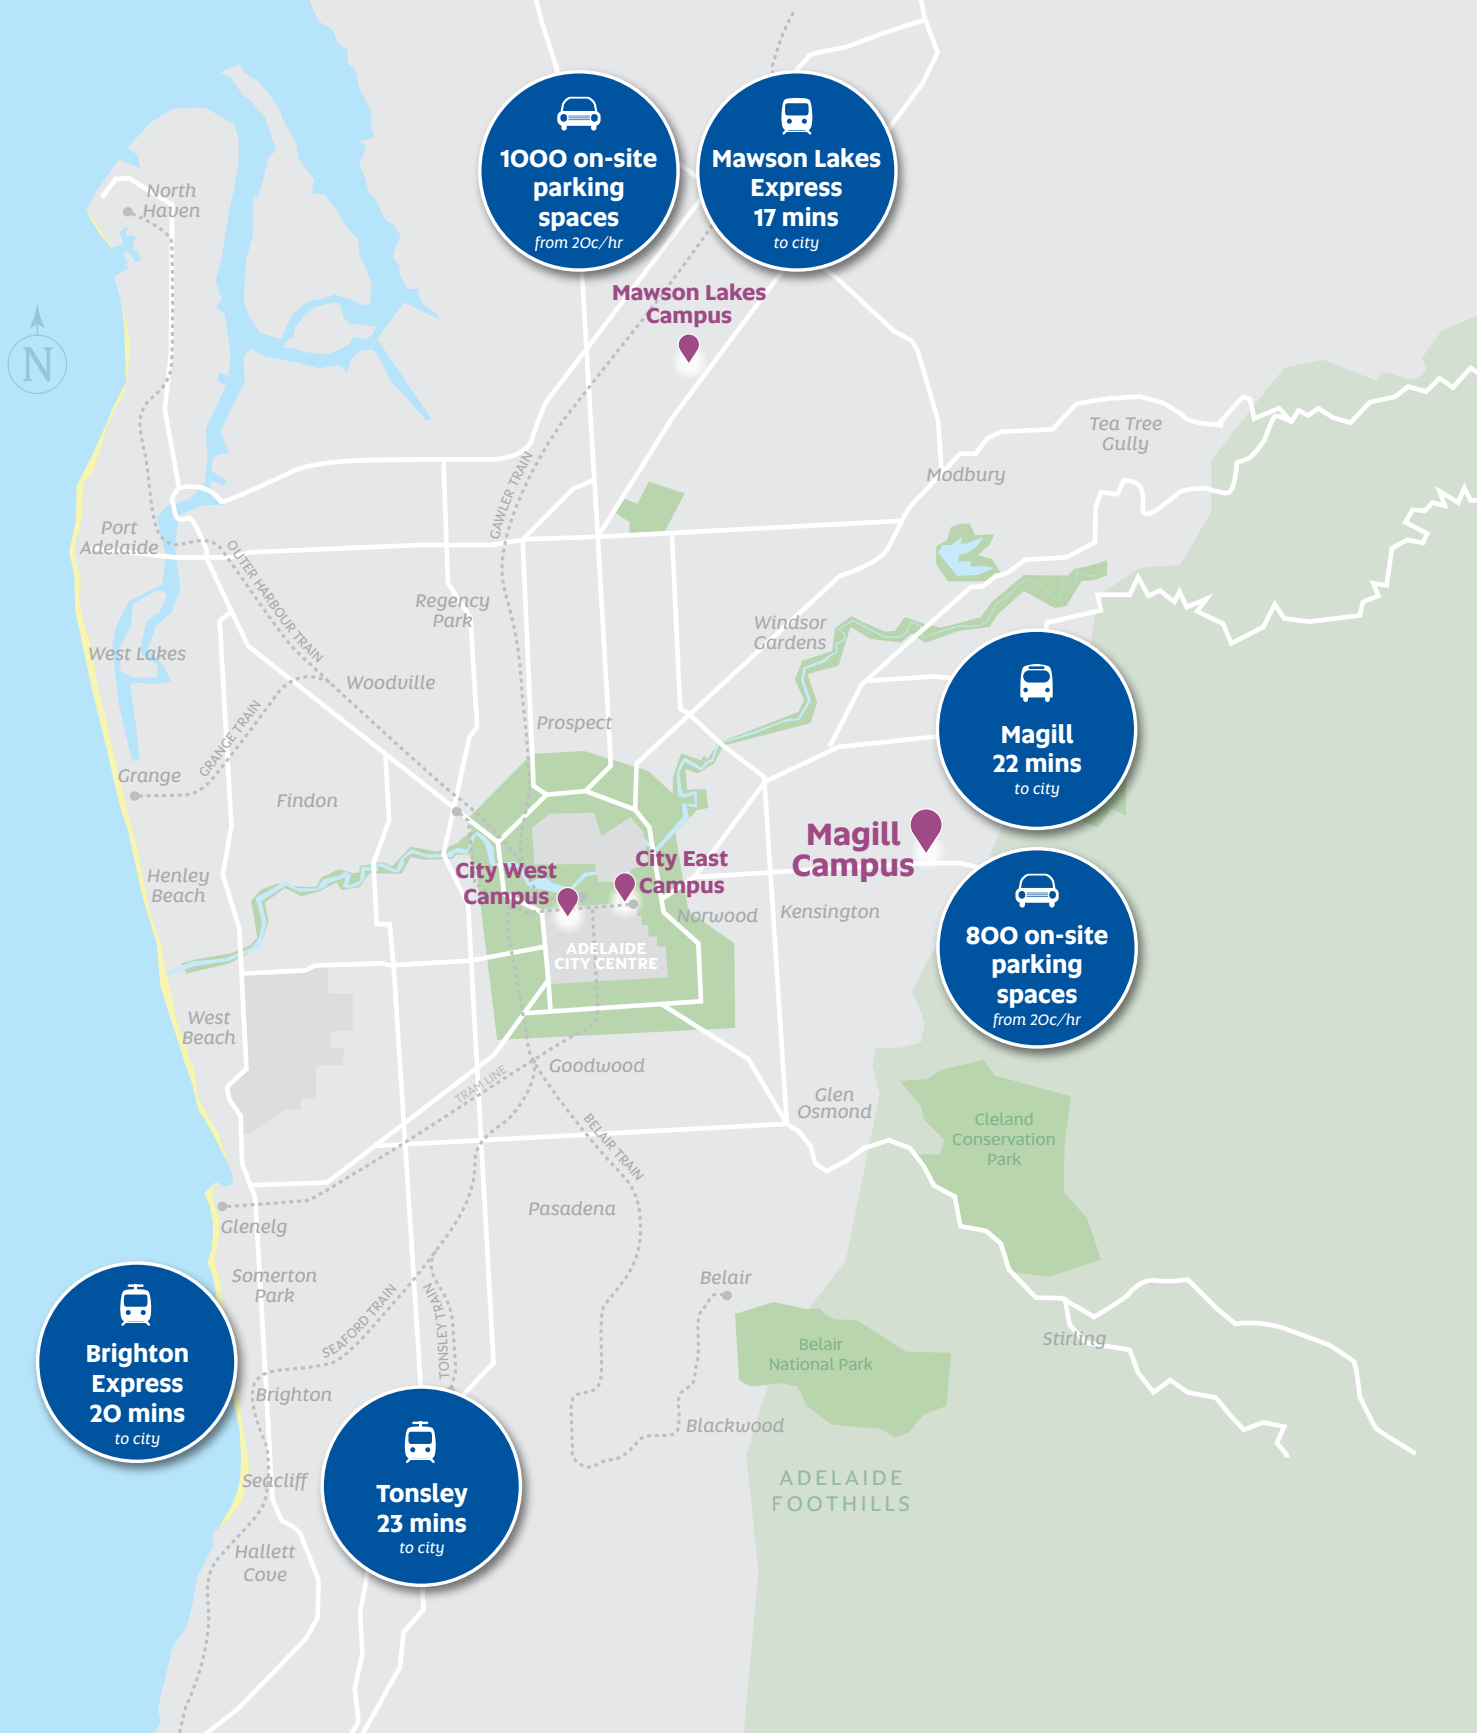 1000 on-site
parking
spaces
from 20c/hr
Mawson Lakes
Express
17 mins
to city
North
Haven
Mawson Lakes
Campus
N
Tea Tree
Gully
Modbury
GAWLER TRAIN
Port
Adelaide
OUTER HARBOUR TRAIN
Regency
Park
Windsor
Gardens
West Lakes
Woodville
GRANGE TRAIN
Prospect
Magill
22 mins
to city
Grange
Findon
Magill
Campus
City West
Campus
City East
Campus
Henley
Beach
Norwood
Kensington
ADELAIDE
CITY CENTRE
800 on-site
parking
spaces
from 20c/hr
West
Beach
Goodwood
TRAM LINE
Glen
Osmond
BELAIR TRAIN
Cleland
Conservation
Park
Pasadena
Glenelg
Somerton
Park
Belair
SEAFORD TRAIN
TONSLEY TRAIN
Brighton
Express
20 mins
to city
Belair
National Park
Stirling
Brighton
Blackwood
Seacliff
Tonsley
23 mins
to city
ADELAIDE
FOOTHILLS
Hallett
Cove